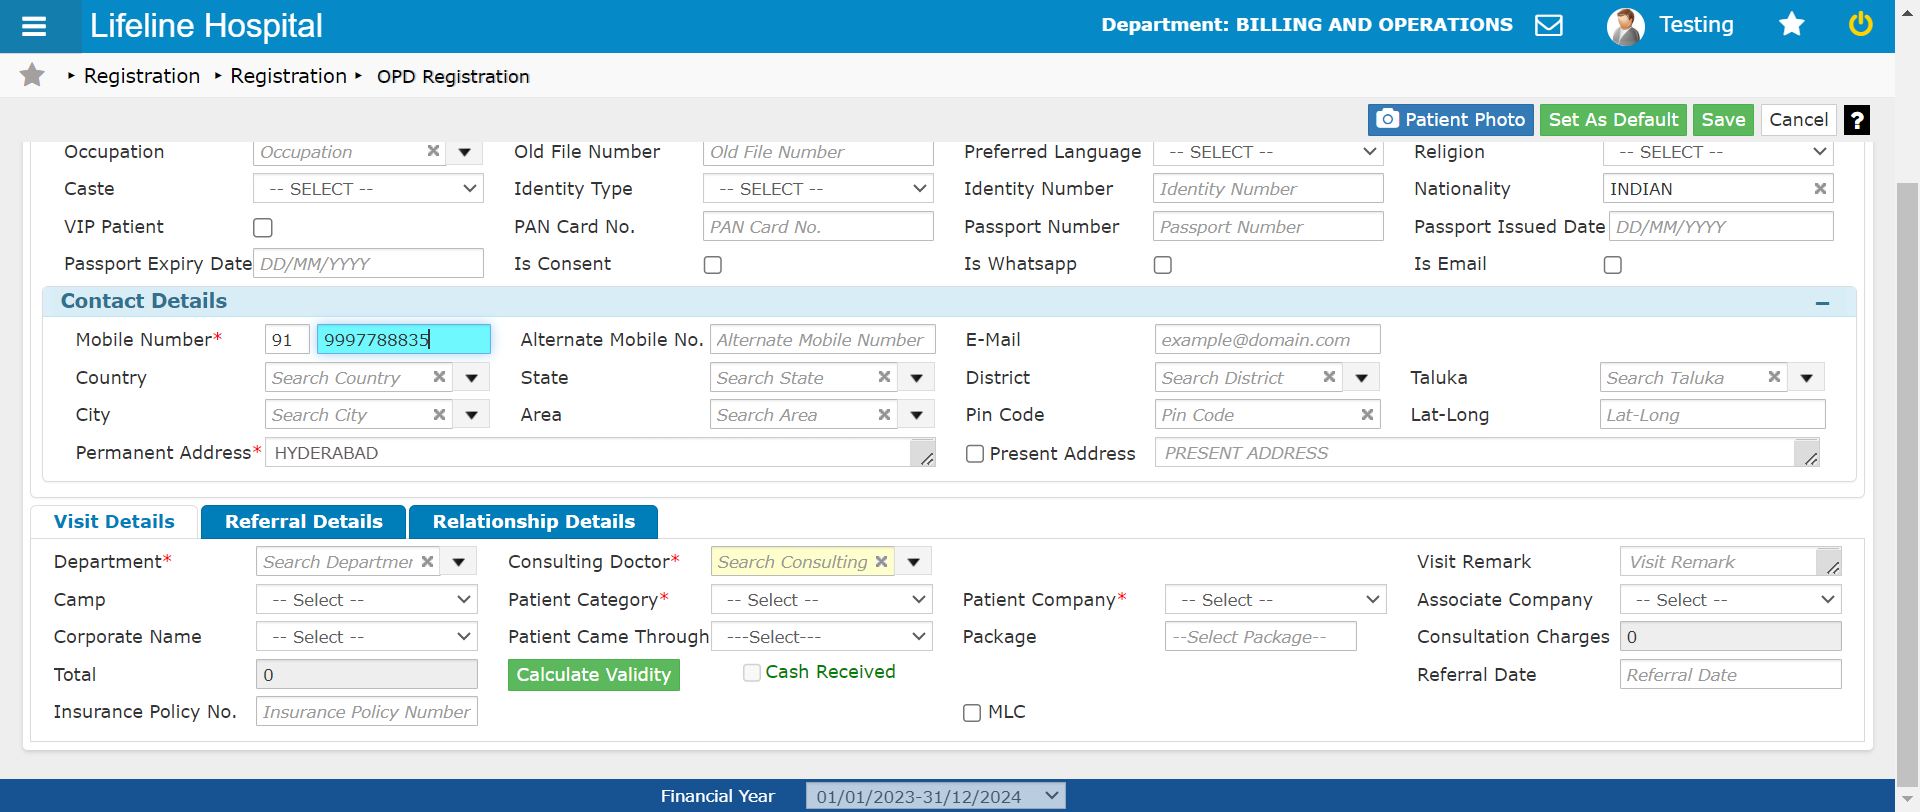 Lifeline Hospital
Department: BILLING AND OPERATIONS
Testing
Registration Registration OPD Registration
Patient Photo Set As Default Save Cancel ?
Occupation Occupation Old File Number Old File Number Preferred Language -- SELECT -- Religion -- SELECT --
Caste -- SELECT -- Identity Type -- SELECT -- Identity Number Identity Number Nationality INDIAN
VIP Patient PAN Card No. PAN Card No. Passport Number Passport Number Passport Issued Date DD/MM/YYYY
Passport Expiry Date DD/MM/YYYY Is Consent Is Whatsapp Is Email
Contact Details
Mobile Number* 91 9997788835 Alternate Mobile No. Alternate Mobile Number E-Mail example@domain.com
Country Search Country State Search State District Search District Taluka Search Taluka
City Search City Area Search Area Pin Code Pin Code Lat-Long Lat-Long
Permanent Address* HYDERABAD Present Address PRESENT ADDRESS
Visit Details Referral Details Relationship Details
Department* Search Departmer Consulting Doctor* Search Consulting Visit Remark Visit Remark
Camp -- Select -- Patient Category* -- Select -- Patient Company* -- Select -- Associate Company -- Select --
Corporate Name -- Select -- Patient Came Through ---Select--- Package --Select Package-- Consultation Charges 0
Total 0 Calculate Validity Cash Received Referral Date Referral Date
Insurance Policy No. Insurance Policy Number MLC
Financial Year 01/01/2023-31/12/2024